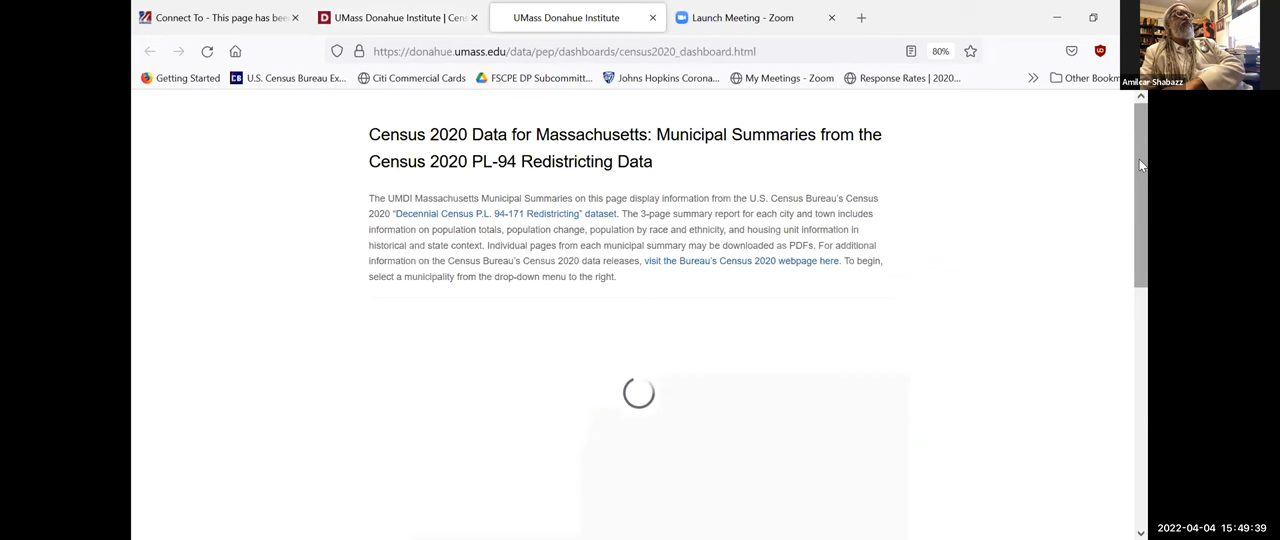 Connect To - This page has bee
UMass Donahue Institute | Cen
UMass Donahue Institute
Launch Meeting - Zoom
https://donahue.umass.edu/data/pep/dashboards/census2020_dashboard.html
80%
Getting Started
U.S. Census Bureau Ex...
Citi Commercial Cards
FSCPE DP Subcommitt...
Johns Hopkins Corona...
My Meetings - Zoom
Response Rates | 2020...
Other Bookm
Amilcar Shabazz
Census 2020 Data for Massachusetts: Municipal Summaries from the
Census 2020 PL-94 Redistricting Data
The UMDI Massachusetts Municipal Summaries on this page display information from the U.S. Census Bureau's Census
2020 "Decennial Census P.L. 94-171 Redistricting" dataset. The 3-page summary report for each city and town includes
information on population totals, population change, population by race and ethnicity, and housing unit information in
historical and state context. Individual pages from each municipal summary may be downloaded as PDFs. For additional
information on the Census Bureau's Census 2020 data releases, visit the Bureau's Census 2020 webpage here. To begin,
select a municipality from the drop-down menu to the right.
2022-04-04 15:49:39